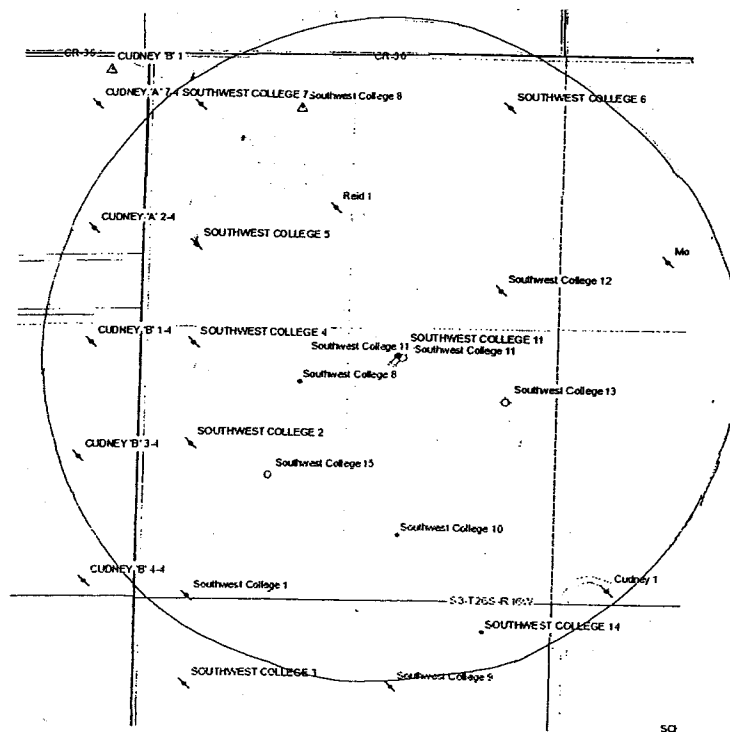 CR-36
CUDNEY 'B' 1
CR-36
CUDNEY 'A' 7-4
SOUTHWEST COLLEGE 7
Southwest College 8
SOUTHWEST COLLEGE 6
Reid 1
CUDNEY 'A' 2-4
SOUTHWEST COLLEGE 5
Mo
Southwest College 12
CUDNEY 'B' 1-4
SOUTHWEST COLLEGE 4
SOUTHWEST COLLEGE 11
Southwest College 11
Southwest College 11
Southwest College 8
Southwest College 13
SOUTHWEST COLLEGE 2
CUDNEY 'B' 3-4
Southwest College 15
Southwest College 10
CUDNEY 'B' 4-4
Southwest College 1
Cudney 1
S3-T26S-R16W
SOUTHWEST COLLEGE 14
SOUTHWEST COLLEGE 3
Southwest College 9